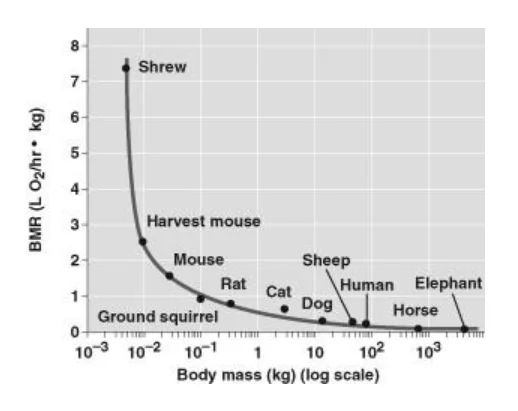 8
Shrew
7
6
5
4
BMR (L O₂/hr • kg)
3
Harvest mouse
2
Mouse
Sheep
Rat
Human
Elephant
1
Cat
Dog
Horse
Ground squirrel
0
10⁻³ 10⁻² 10⁻¹ 1 10 10² 10³
Body mass (kg) (log scale)